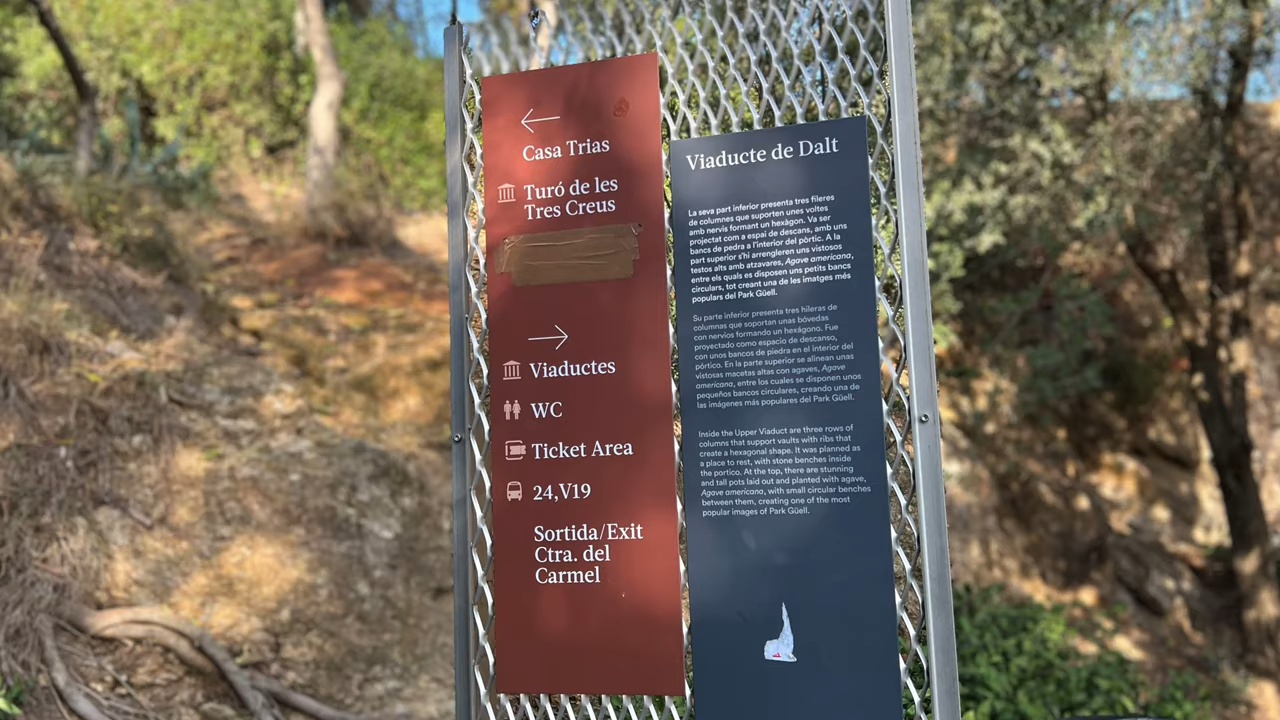 Casa Trias
Turó de les
Tres Creus
Viaductes
WC
Ticket Area
24,V19
Sortida/Exit
Ctra. del
Carmel
Viaducte de Dalt
La seva part inferior presenta tres fileres
de columnes que suporten unes voltes
amb nervis formant un hexàgon. Va ser
projectat com a espai de descans, amb uns
bancs de pedra a l'interior del pòrtic. A la
part superior s'hi arrengleren uns vistosos
testos alts amb atzavares, Agave americana,
entre els quals es disposen uns petits bancs
circulars, tot creant una de les imatges més
populars del Park Güell.
Su parte inferior presenta tres hileras de
columnas que soportan unas bóvedas
con nervios formando un hexágono. Fue
proyectado como espacio de descanso,
con unos bancos de piedra en el interior del
pórtico. En la parte superior se alinean unas
vistosas macetas altas con agaves, Agave
americana, entre los cuales se disponen unos
pequeños bancos circulares, creando una de
las imágenes más populares del Park Güell.
Inside the Upper Viaduct are three rows of
columns that support vaults with ribs that
create a hexagonal shape. It was planned as
a place to rest, with stone benches inside
the portico. At the top, there are stunning
and tall pots laid out and planted with agave,
Agave americana, with small circular benches
between them, creating one of the most
popular images of Park Güell.